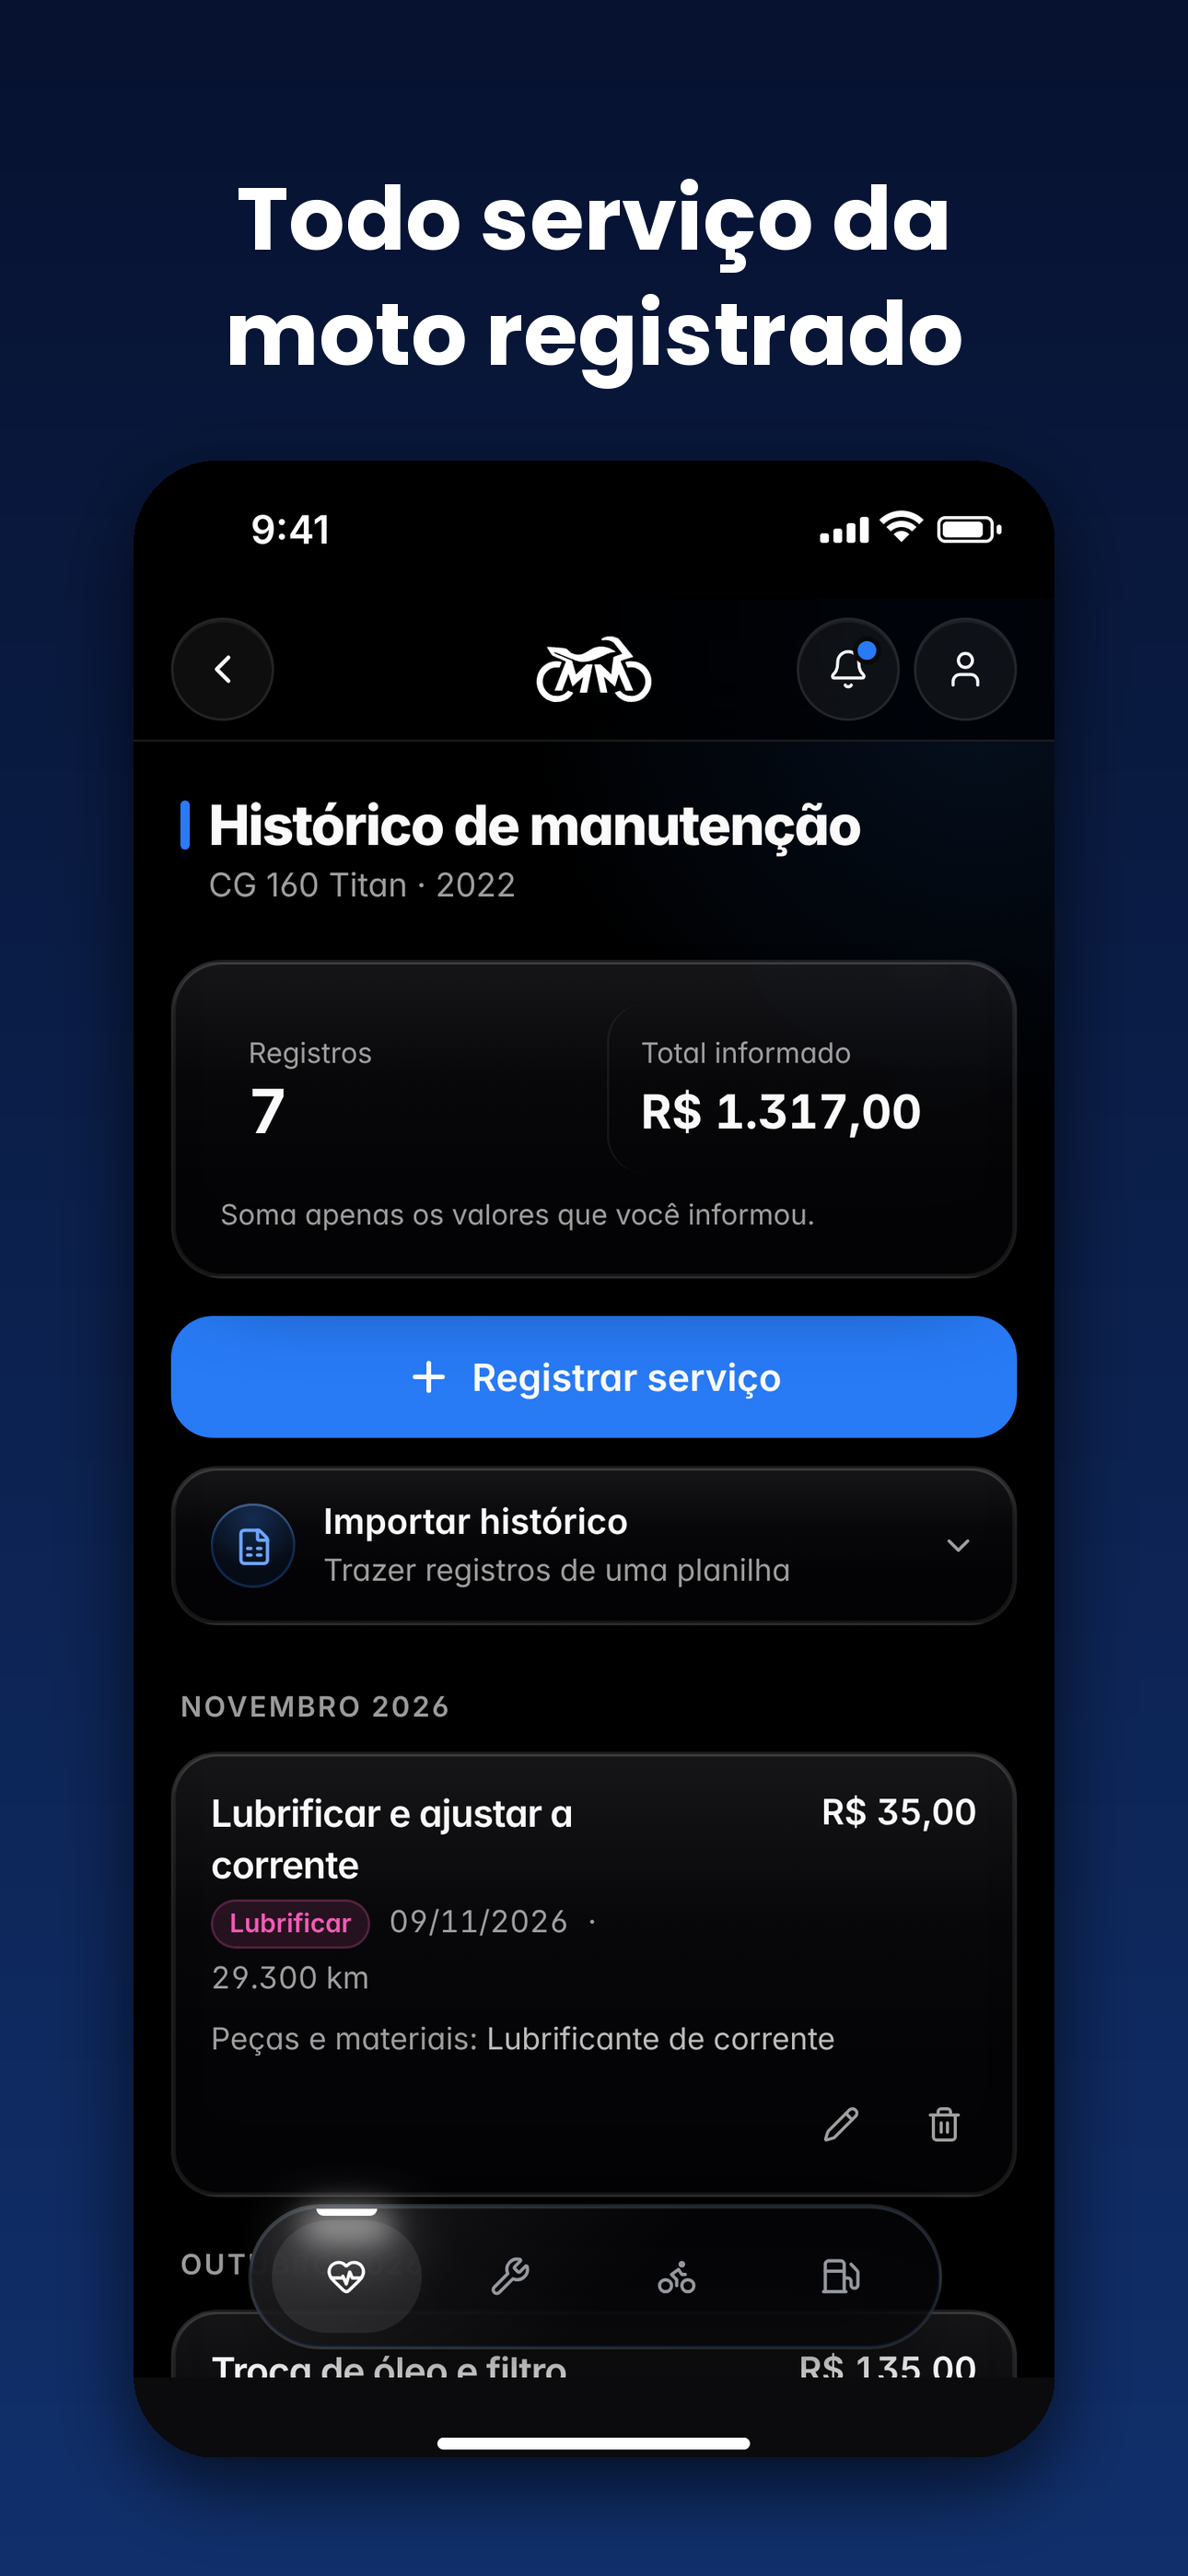 Todo serviço da
moto registrado
9:41
MM
Histórico de manutenção
CG 160 Titan · 2022
Registros
7
Total informado
R$ 1.317,00
Soma apenas os valores que você informou.
+ Registrar serviço
Importar histórico
Trazer registros de uma planilha
NOVEMBRO 2026
Lubrificar e ajustar a
corrente
R$ 35,00
Lubrificar 09/11/2026 ·
29.300 km
Peças e materiais: Lubrificante de corrente
Troca de óleo e filtro
R$ 135,00